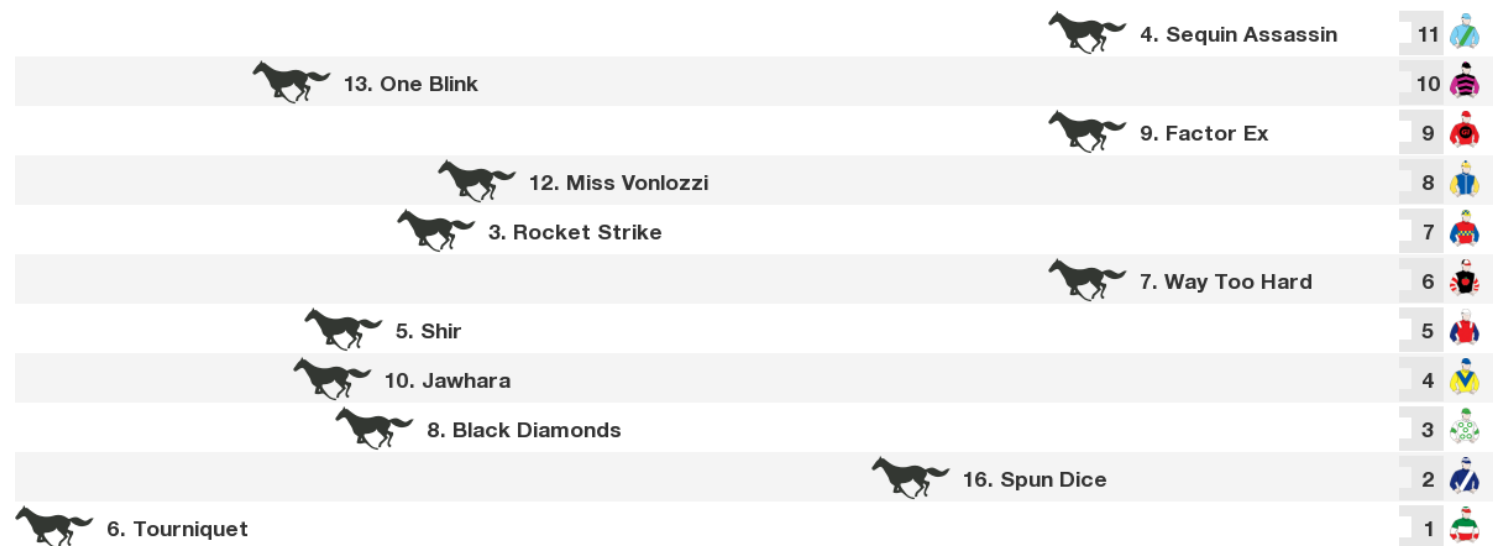 4. Sequin Assassin 11
13. One Blink 10
9. Factor Ex 9
12. Miss Vonlozzi 8
3. Rocket Strike 7
7. Way Too Hard 6
5. Shir 5
10. Jawhara 4
8. Black Diamonds 3
16. Spun Dice 2
6. Tourniquet 1